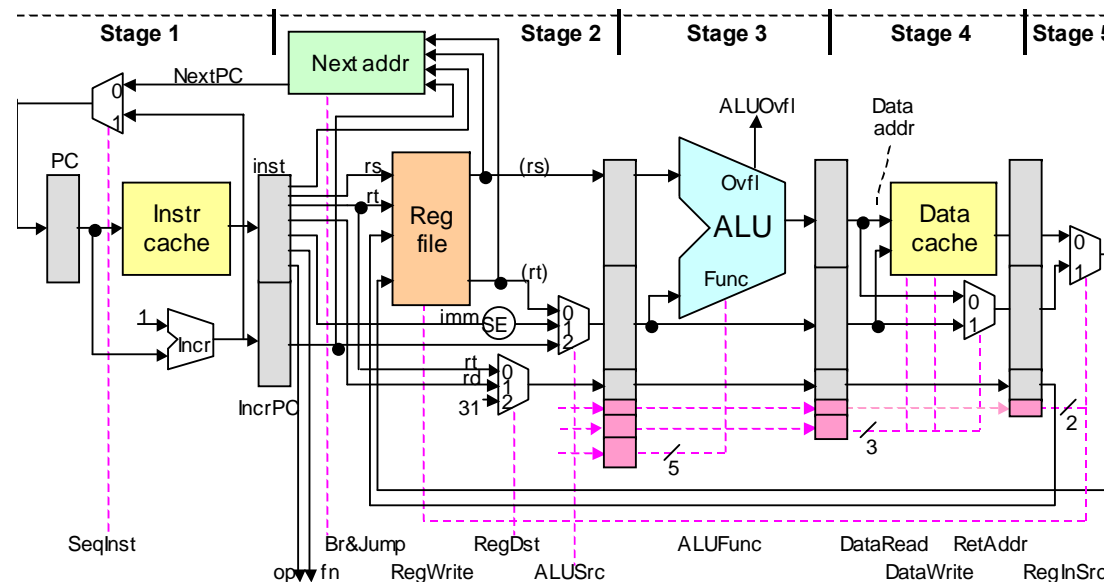 Stage 1
Stage 2
Stage 3
Stage 4
Stage 5
Next addr
NextPC
0
1
ALUOvfl
Data
addr
PC
inst
rs
rt
(rs)
Ovfl
Instr
cache
Reg
file
ALU
Data
cache
0
1
Func
(rt)
1
Incr
imm
SE
0
1
2
0
1
rt
rd
31
0
1
2
IncrPC
5
3
2
SeqInst
Br&Jump
RegDst
ALUFunc
DataRead
RetAddr
op
fn
RegWrite
ALUSrc
DataWrite
RegInSrc